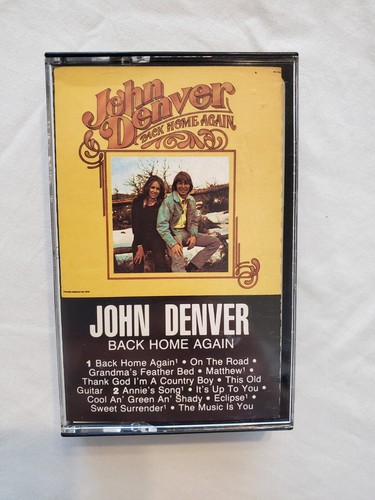 John
Denver
BACK HOME AGAIN
JOHN DENVER
BACK HOME AGAIN
1 Back Home Again¹ • On The Road •
Grandma's Feather Bed • Matthew¹ •
Thank God I'm A Country Boy • This Old
Guitar 2 Annie's Song¹ • It's Up To You •
Cool An' Green An' Shady • Eclipse¹ •
Sweet Surrender¹ • The Music Is You